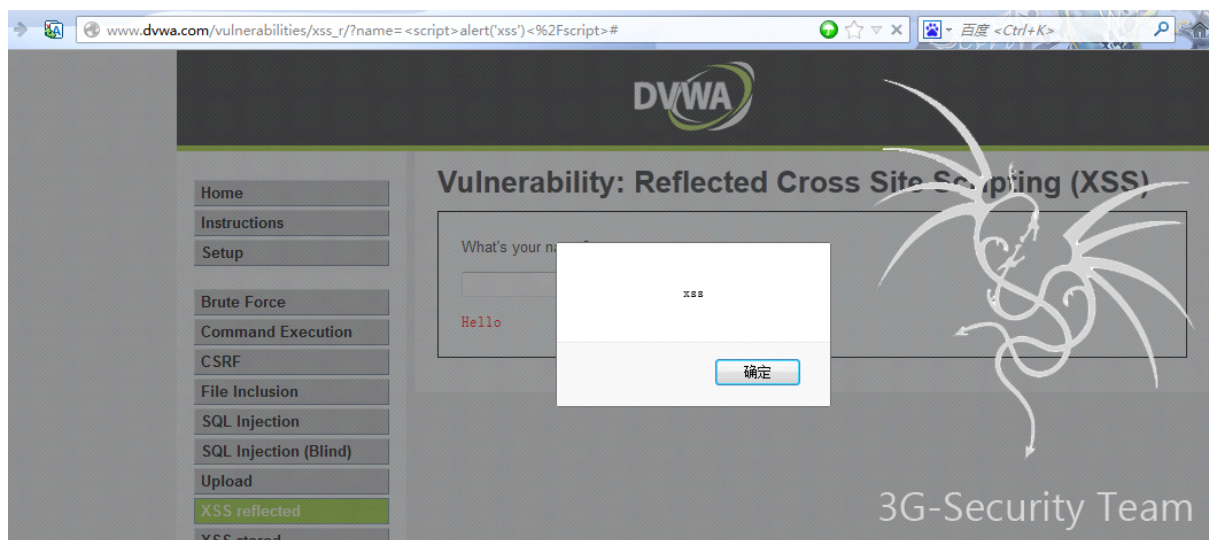 www.dvwa.com/vulnerabilities/xss_r/?name=<script>alert('xss')<%2Fscript>#
百度 <Ctrl+K>
DVWA
Vulnerability: Reflected Cross Site Scripting (XSS)
Home
Instructions
Setup
Brute Force
Command Execution
CSRF
File Inclusion
SQL Injection
SQL Injection (Blind)
Upload
XSS reflected
XSS stored
What's your
Hello
xss
确定
3G-Security Team